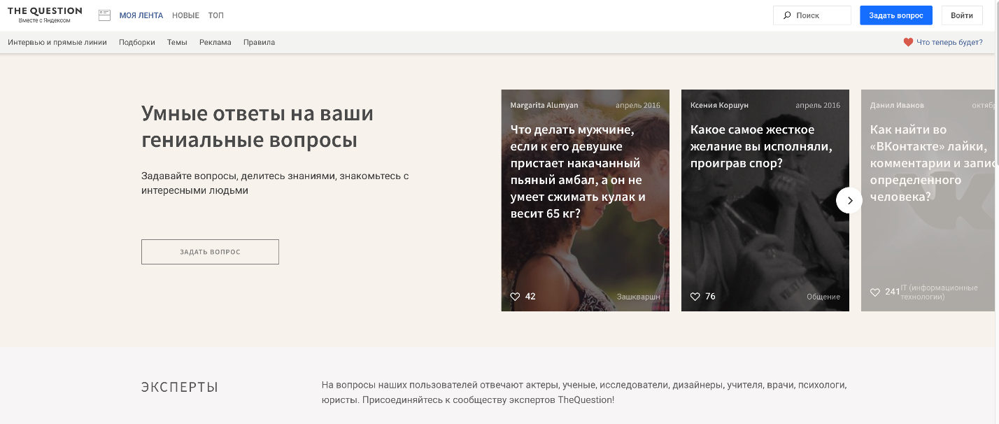 THE QUESTION
Вместе с Яндексом
МОЯ ЛЕНТА НОВЫЕ ТОП
Поиск
Задать вопрос
Войти
Интервью и прямые линии Подборки Темы Реклама Правила
Что теперь будет?
Умные ответы на ваши
гениальные вопросы
Задавайте вопросы, делитесь знаниями, знакомьтесь с
интересными людьми
ЗАДАТЬ ВОПРОС
Margarita Alumyan апрель 2016
Что делать мужчине,
если к его девушке
пристает накачанный
пьяный амбал, а он не
умеет сжимать кулак и
весит 65 кг?
42 Зашкваршн
Ксения Коршун апрель 2016
Какое самое жесткое
желание вы исполняли,
проиграв спор?
76 Общение
Данил Иванов
Как найти во
«ВКонтакте» лайки,
комментарии и
определенного
человека?
241 IT (информационные
технологии)
ЭКСПЕРТЫ
На вопросы наших пользователей отвечают актеры, ученые, исследователи, дизайнеры, учителя, врачи, психологи,
юристы. Присоединяйтесь к сообществу экспертов TheQuestion!